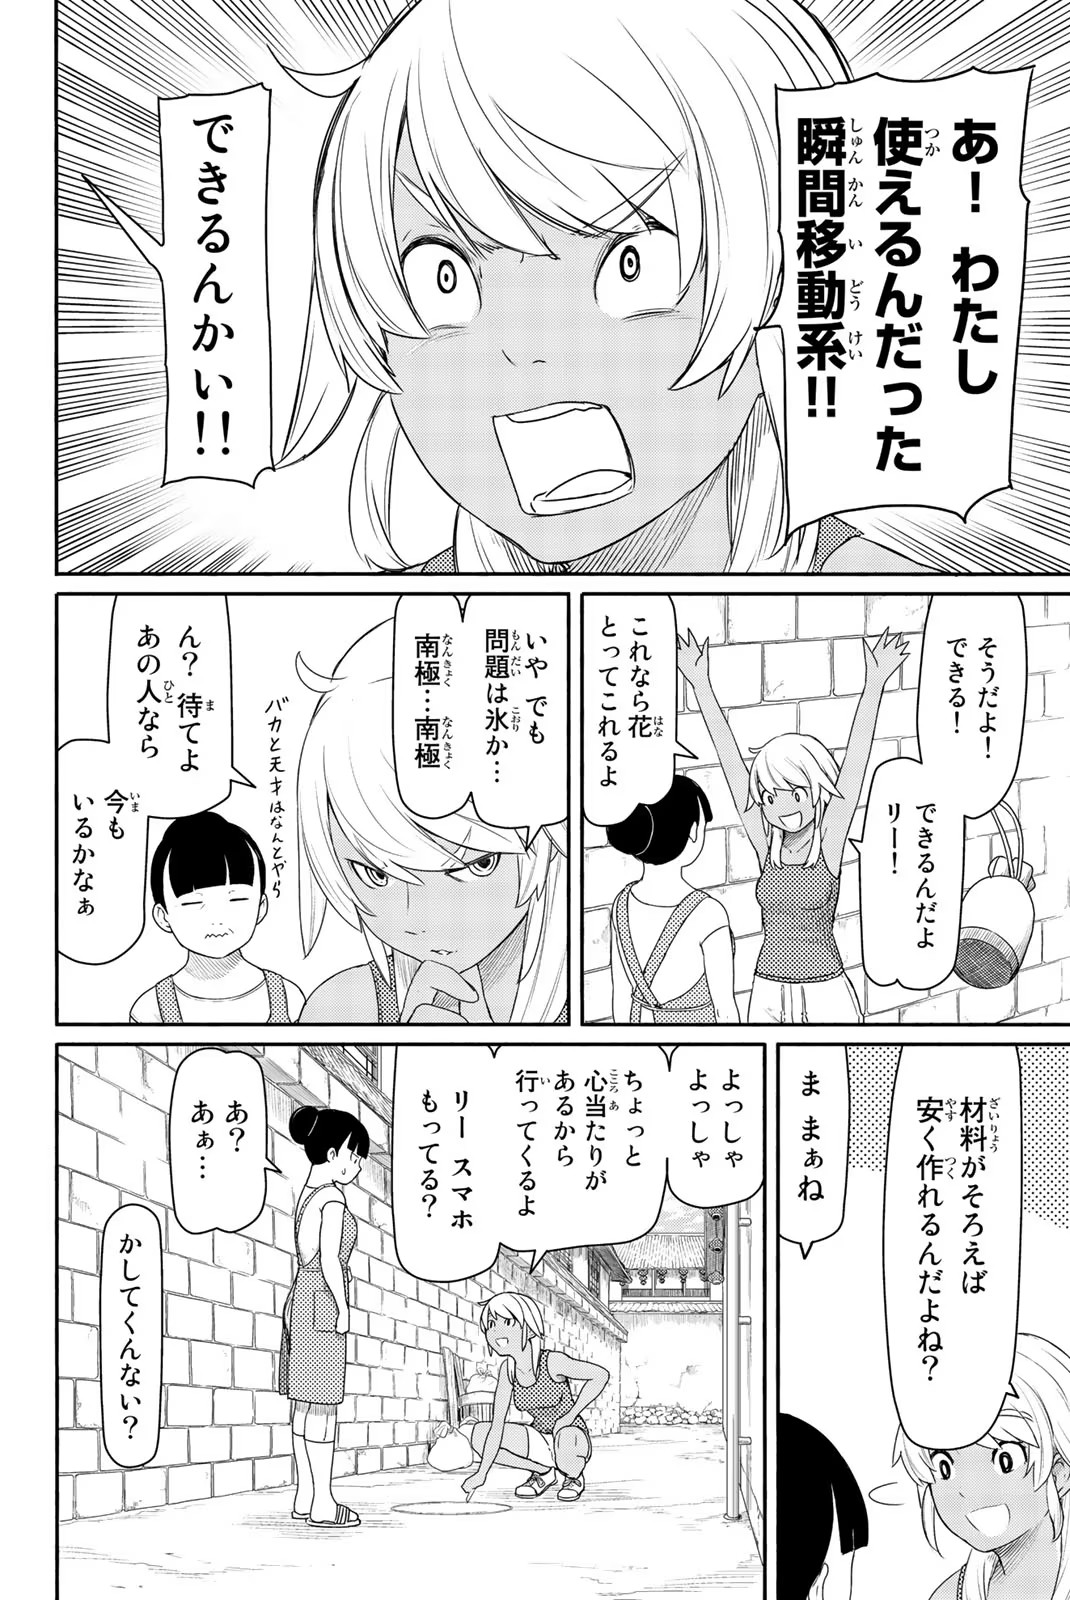 あ！わたし
使えるんだった
瞬間移動系!!
できるんかい!!
そうだよ！
できる！
できるんだよ
リー！
これなら花
とってこれるよ
いや でも
問題は氷か…
南極…南極
バカと天才はなんとやら
ん？待てよ
あの人なら
今も
いるかなぁ
材料がそろえば
安く作れるんだよね？
ま まぁね
よっしゃ
よっしゃ
ちょっと
心当たりが
あるから
行ってくるよ
リー スマホ
もってる？
あ？
あぁ…
かしてくんない？